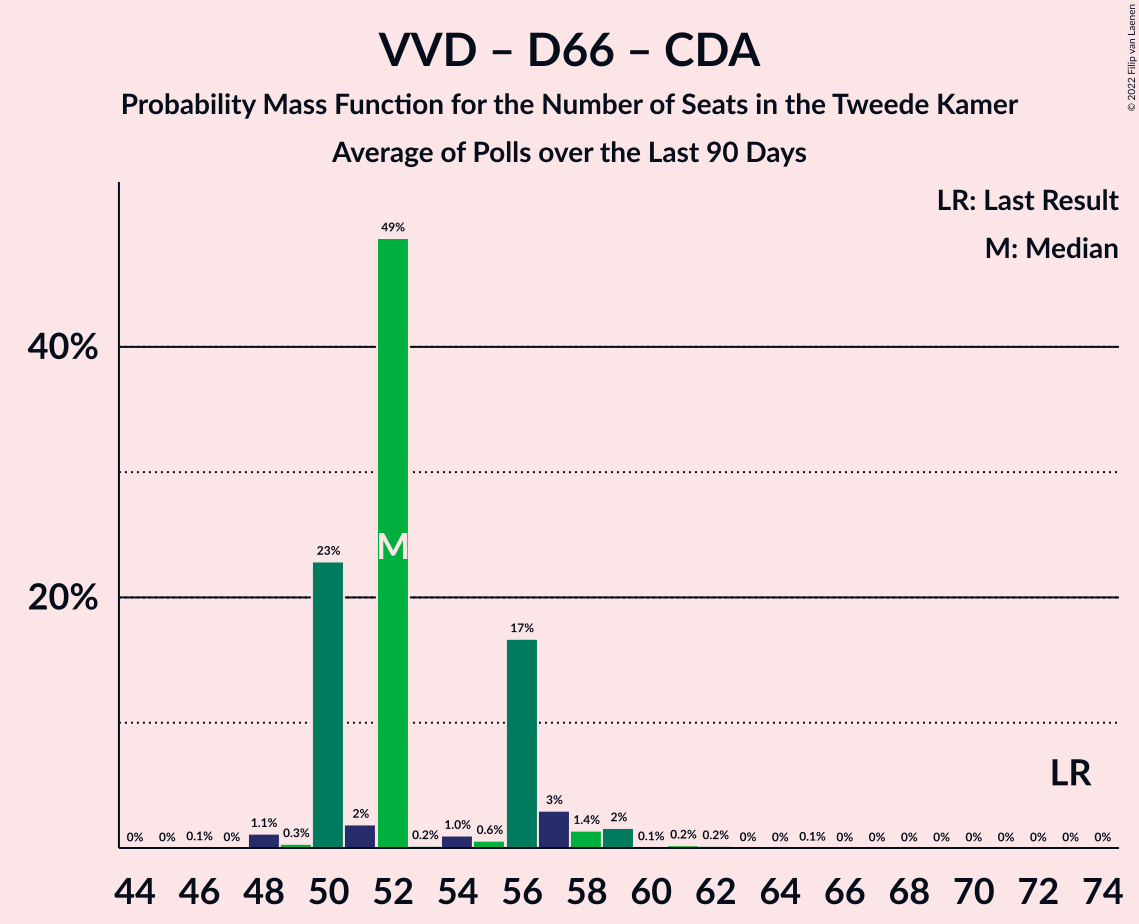 VVD – D66 – CDA
Probability Mass Function for the Number of Seats in the Tweede Kamer
Average of Polls over the Last 90 Days
© 2022 Filip van Laenen
LR: Last Result
M: Median
40%
20%
0% 0% 0.1% 0% 1.1% 0.3% 23% 2% 49% 0.2% 1.0% 0.6% 17% 3% 1.4% 2% 0.1% 0.2% 0.2% 0% 0% 0.1% 0% 0% 0% 0% 0% 0% 0% 0% 0%
M
LR
44 46 48 50 52 54 56 58 60 62 64 66 68 70 72 74